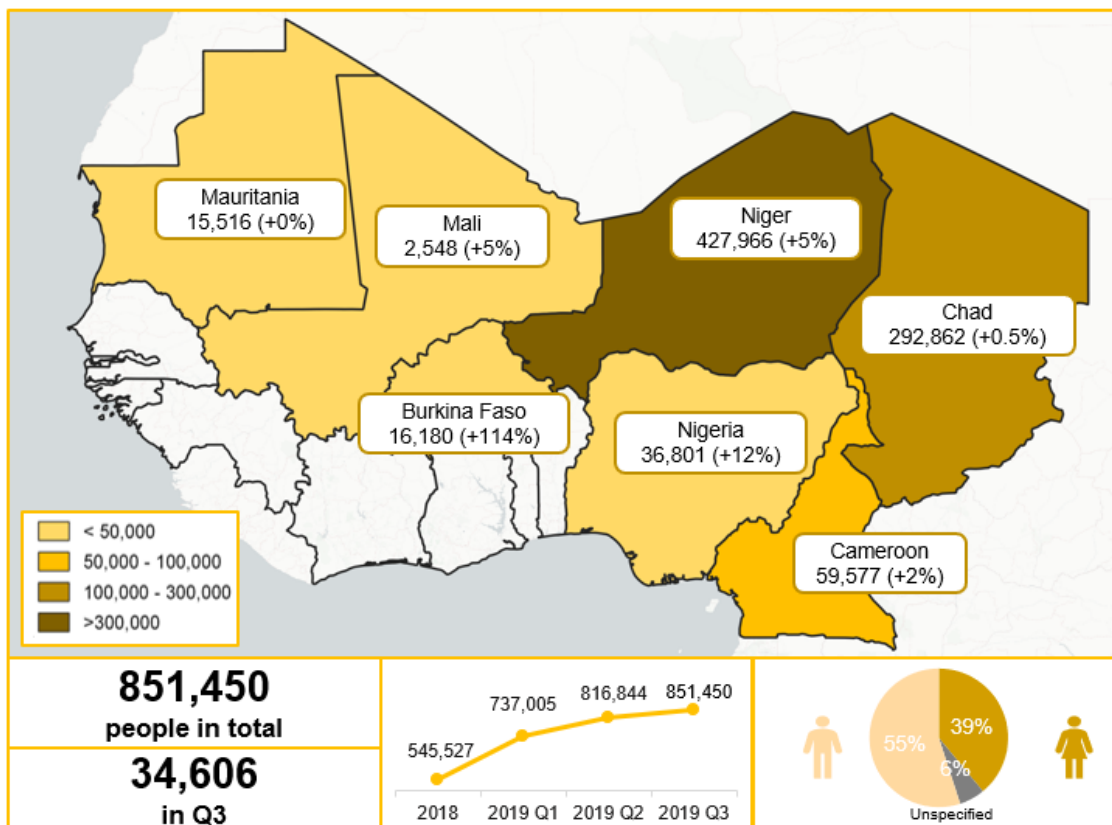 Mauritania
15,516 (+0%)
Mali
2,548 (+5%)
Niger
427,966 (+5%)
Chad
292,862 (+0.5%)
Burkina Faso
16,180 (+114%)
Nigeria
36,801 (+12%)
Cameroon
59,577 (+2%)
< 50,000
50,000 - 100,000
100,000 - 300,000
>300,000
851,450
people in total
34,606
in Q3
545,527
737,005
816,844
851,450
2018
2019 Q1
2019 Q2
2019 Q3
55%
39%
6%
Unspecified